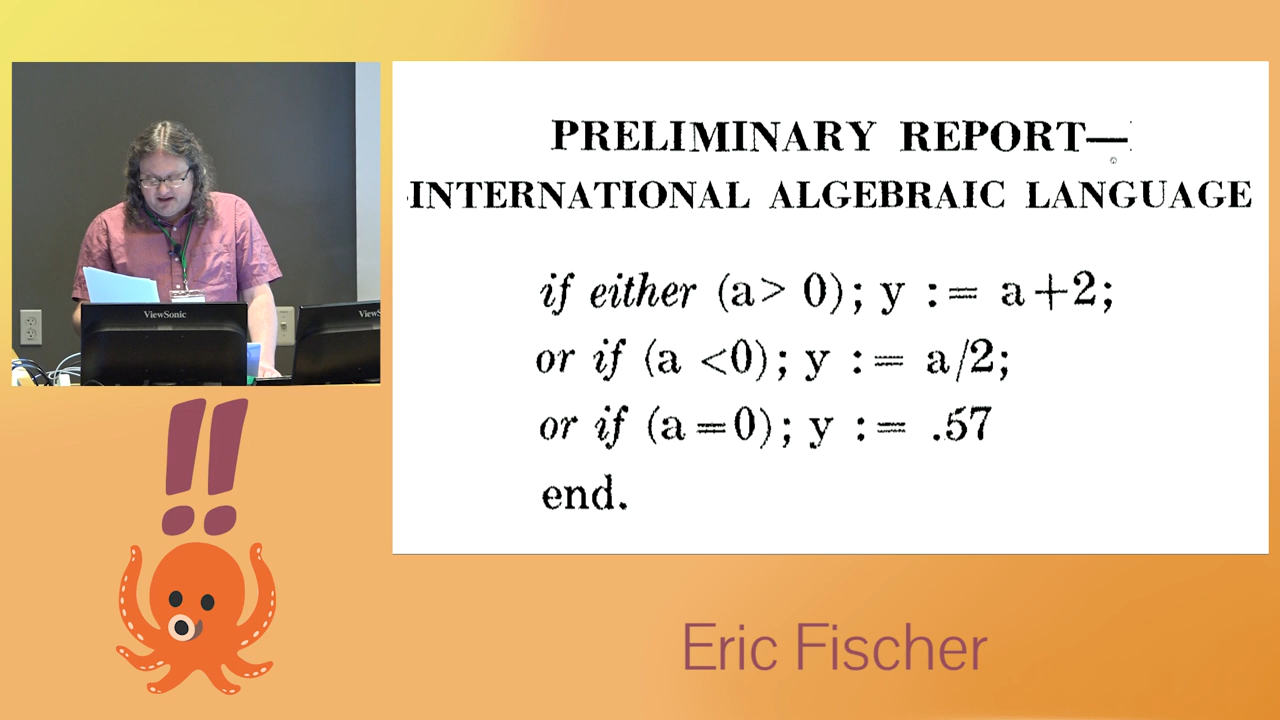 PRELIMINARY REPORT—
INTERNATIONAL ALGEBRAIC LANGUAGE
if either (a> 0); y := a+2;
or if (a <0); y := a/2;
or if (a=0); y := .57
end.
ViewSonic
ViewS
!!
Eric Fischer